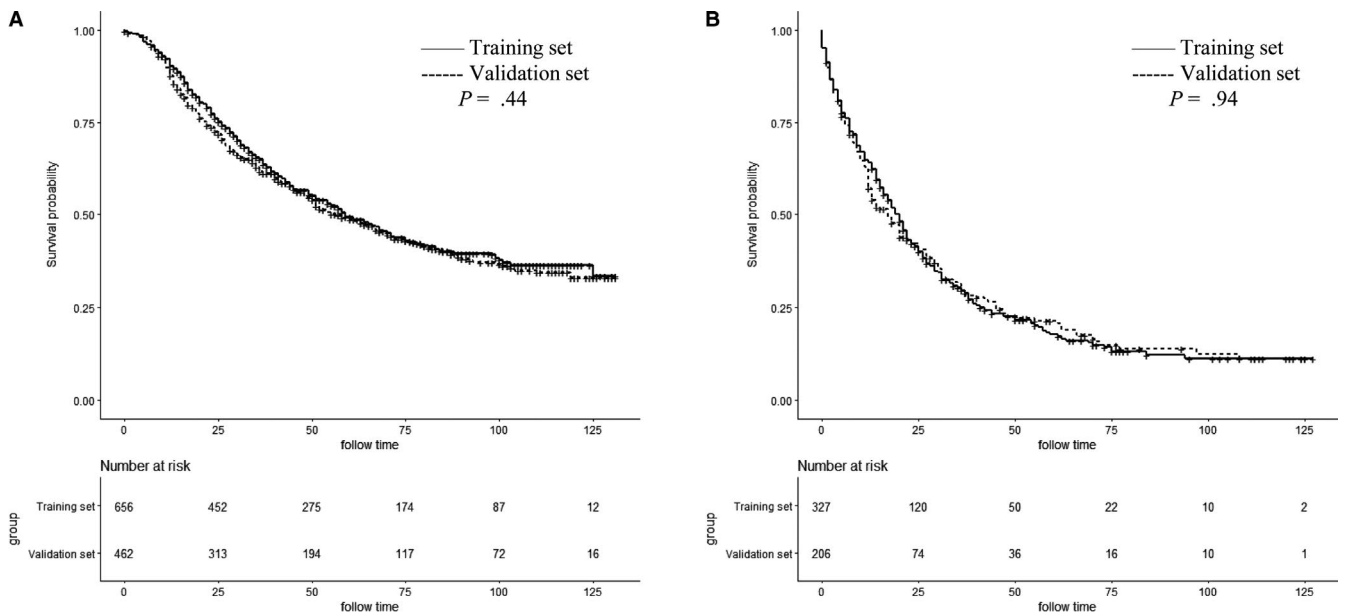 A
1.00
0.75
0.50
0.25
0.00
Survival probability
Training set
Validation set
P = .44
0 25 50 75 100 125
follow time
Number at risk
group
Training set 656 452 275 174 87 12
Validation set 462 313 194 117 72 16
0 25 50 75 100 125
follow time
B
1.00
0.75
0.50
0.25
0.00
Survival probability
Training set
Validation set
P = .94
0 25 50 75 100 125
follow time
Number at risk
group
Training set 327 120 50 22 10 2
Validation set 206 74 36 16 10 1
0 25 50 75 100 125
follow time